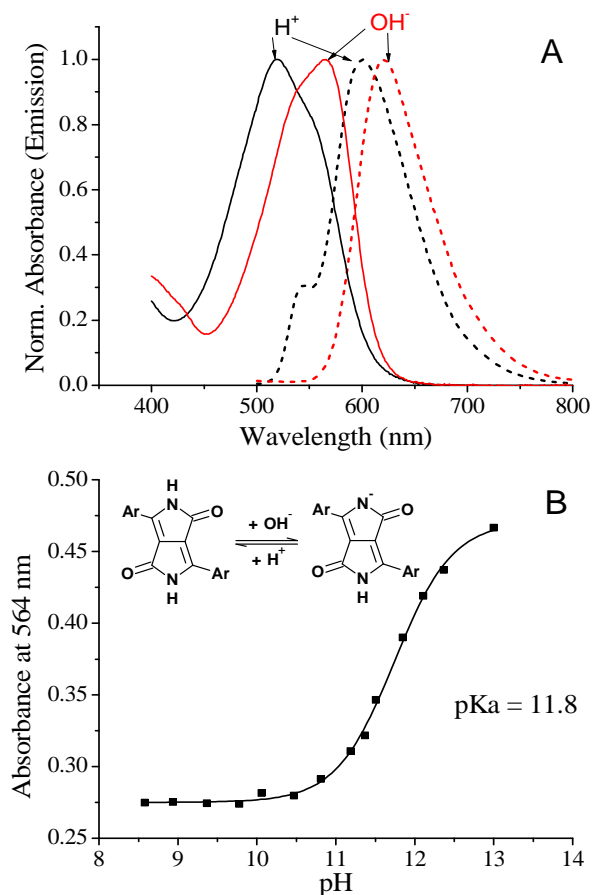 H+
OH-
A
1.0
0.8
0.6
0.4
0.2
0.0
Norm. Absorbance (Emission)
400 500 600 700 800
Wavelength (nm)
B
0.50
0.45
0.40
0.35
0.30
0.25
Absorbance at 564 nm
H
N
Ar
O
O
Ar
N
H
+ OH-
+ H+
N-
Ar
O
O
Ar
N
H
pKa = 11.8
8 9 10 11 12 13 14
pH